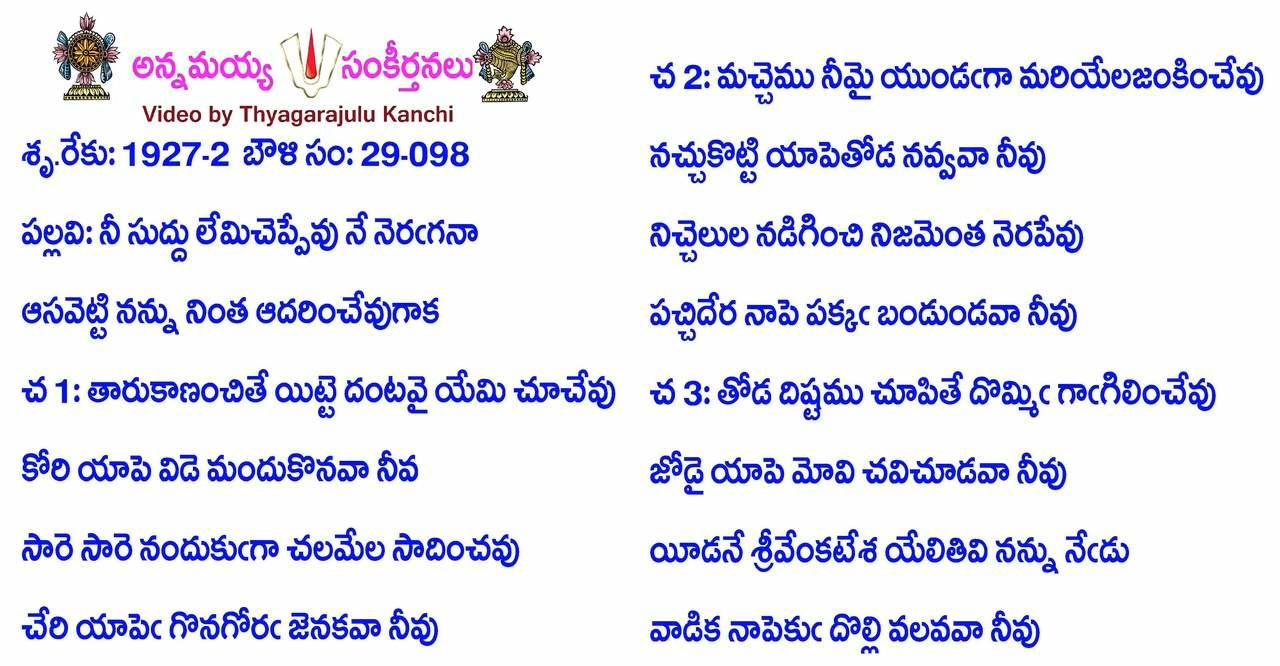 అన్నమయ్య సంకీర్తనలు
Video by Thyagarajulu Kanchi
శృ.రేకు: 1927-2 బౌళి సం: 29-098
పల్లవి: నీ సుద్దు లేమిచెప్పేవు నే నెరఁగనా
ఆసవెట్టి నన్ను నింత ఆదరించేవుగాక
చ 1: తారుకాణంచితే యిట్టె దంటవై యేమి చూచేవు
కోరి యాపె విడె మందుకొనవా నీవ
సారె సారె నందుకుఁగా చలమేల సాదించవు
చేరి యాపెఁ గొనగోరఁ జెనకవా నీవు
చ 2: మచ్చెము నీమై యుండఁగా మరియేలజంకించేవు
నచ్చుకొట్టి యాపెతోడ నవ్వవా నీవు
నిచ్చెలుల నడిగించి నిజమెంత నెరపేవు
పచ్చిదేర నాపె పక్కఁ బండుండవా నీవు
చ 3: తోడ దిష్టము చూపితే దొమ్మిఁ గాఁగిలించేవు
జోడై యాపె మోవి చవిచూడవా నీవు
యీడనే శ్రీవేంకటేశ యేలితివి నన్ను నేఁడు
వాడిక నాపెకుఁ దొల్లి వలవవా నీవు